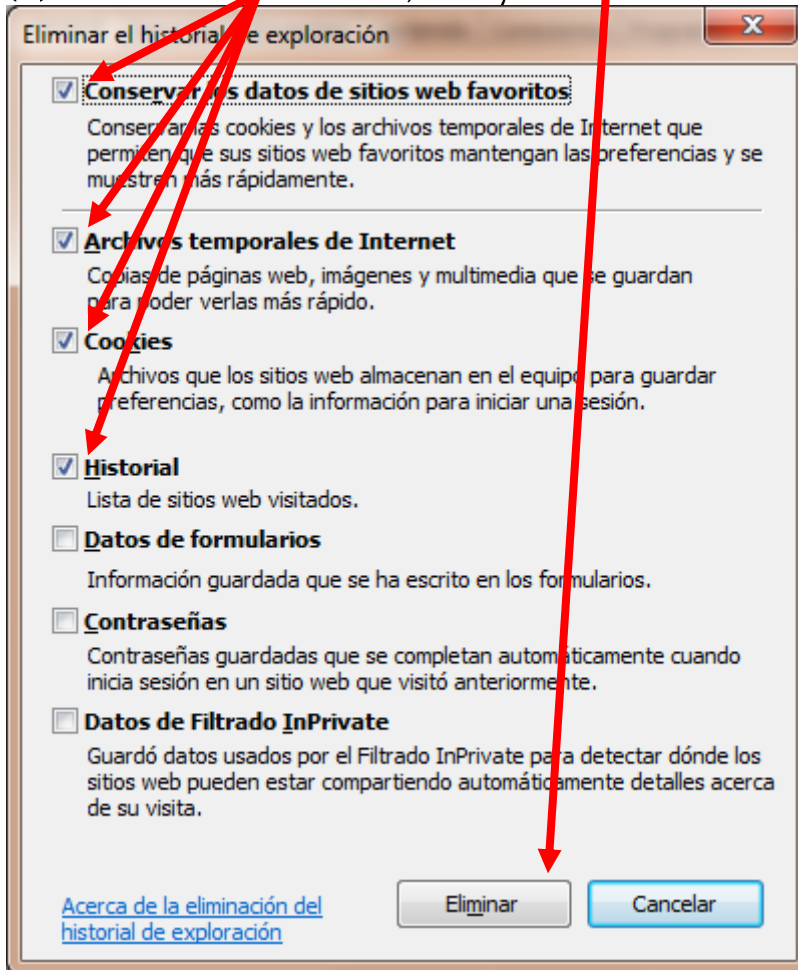 Eliminar el historial de exploración
Conservar los datos de sitios web favoritos
Conservar las cookies y los archivos temporales de Internet que
permiten que sus sitios web favoritos mantengan las preferencias y se
muestren más rápidamente.
Archivos temporales de Internet
Copias de páginas web, imágenes y multimedia que se guardan
para poder verlas más rápido.
Cookies
Archivos que los sitios web almacenan en el equipo para guardar
preferencias, como la información para iniciar una sesión.
Historial
Lista de sitios web visitados.
Datos de formularios
Información guardada que se ha escrito en los formularios.
Contraseñas
Contraseñas guardadas que se completan automáticamente cuando
inicia sesión en un sitio web que visitó anteriormente.
Datos de Filtrado InPrivate
Guardó datos usados por el Filtrado InPrivate para detectar dónde los
sitios web pueden estar compartiendo automáticamente detalles acerca
de su visita.
Acerca de la eliminación del
historial de exploración
Eliminar
Cancelar